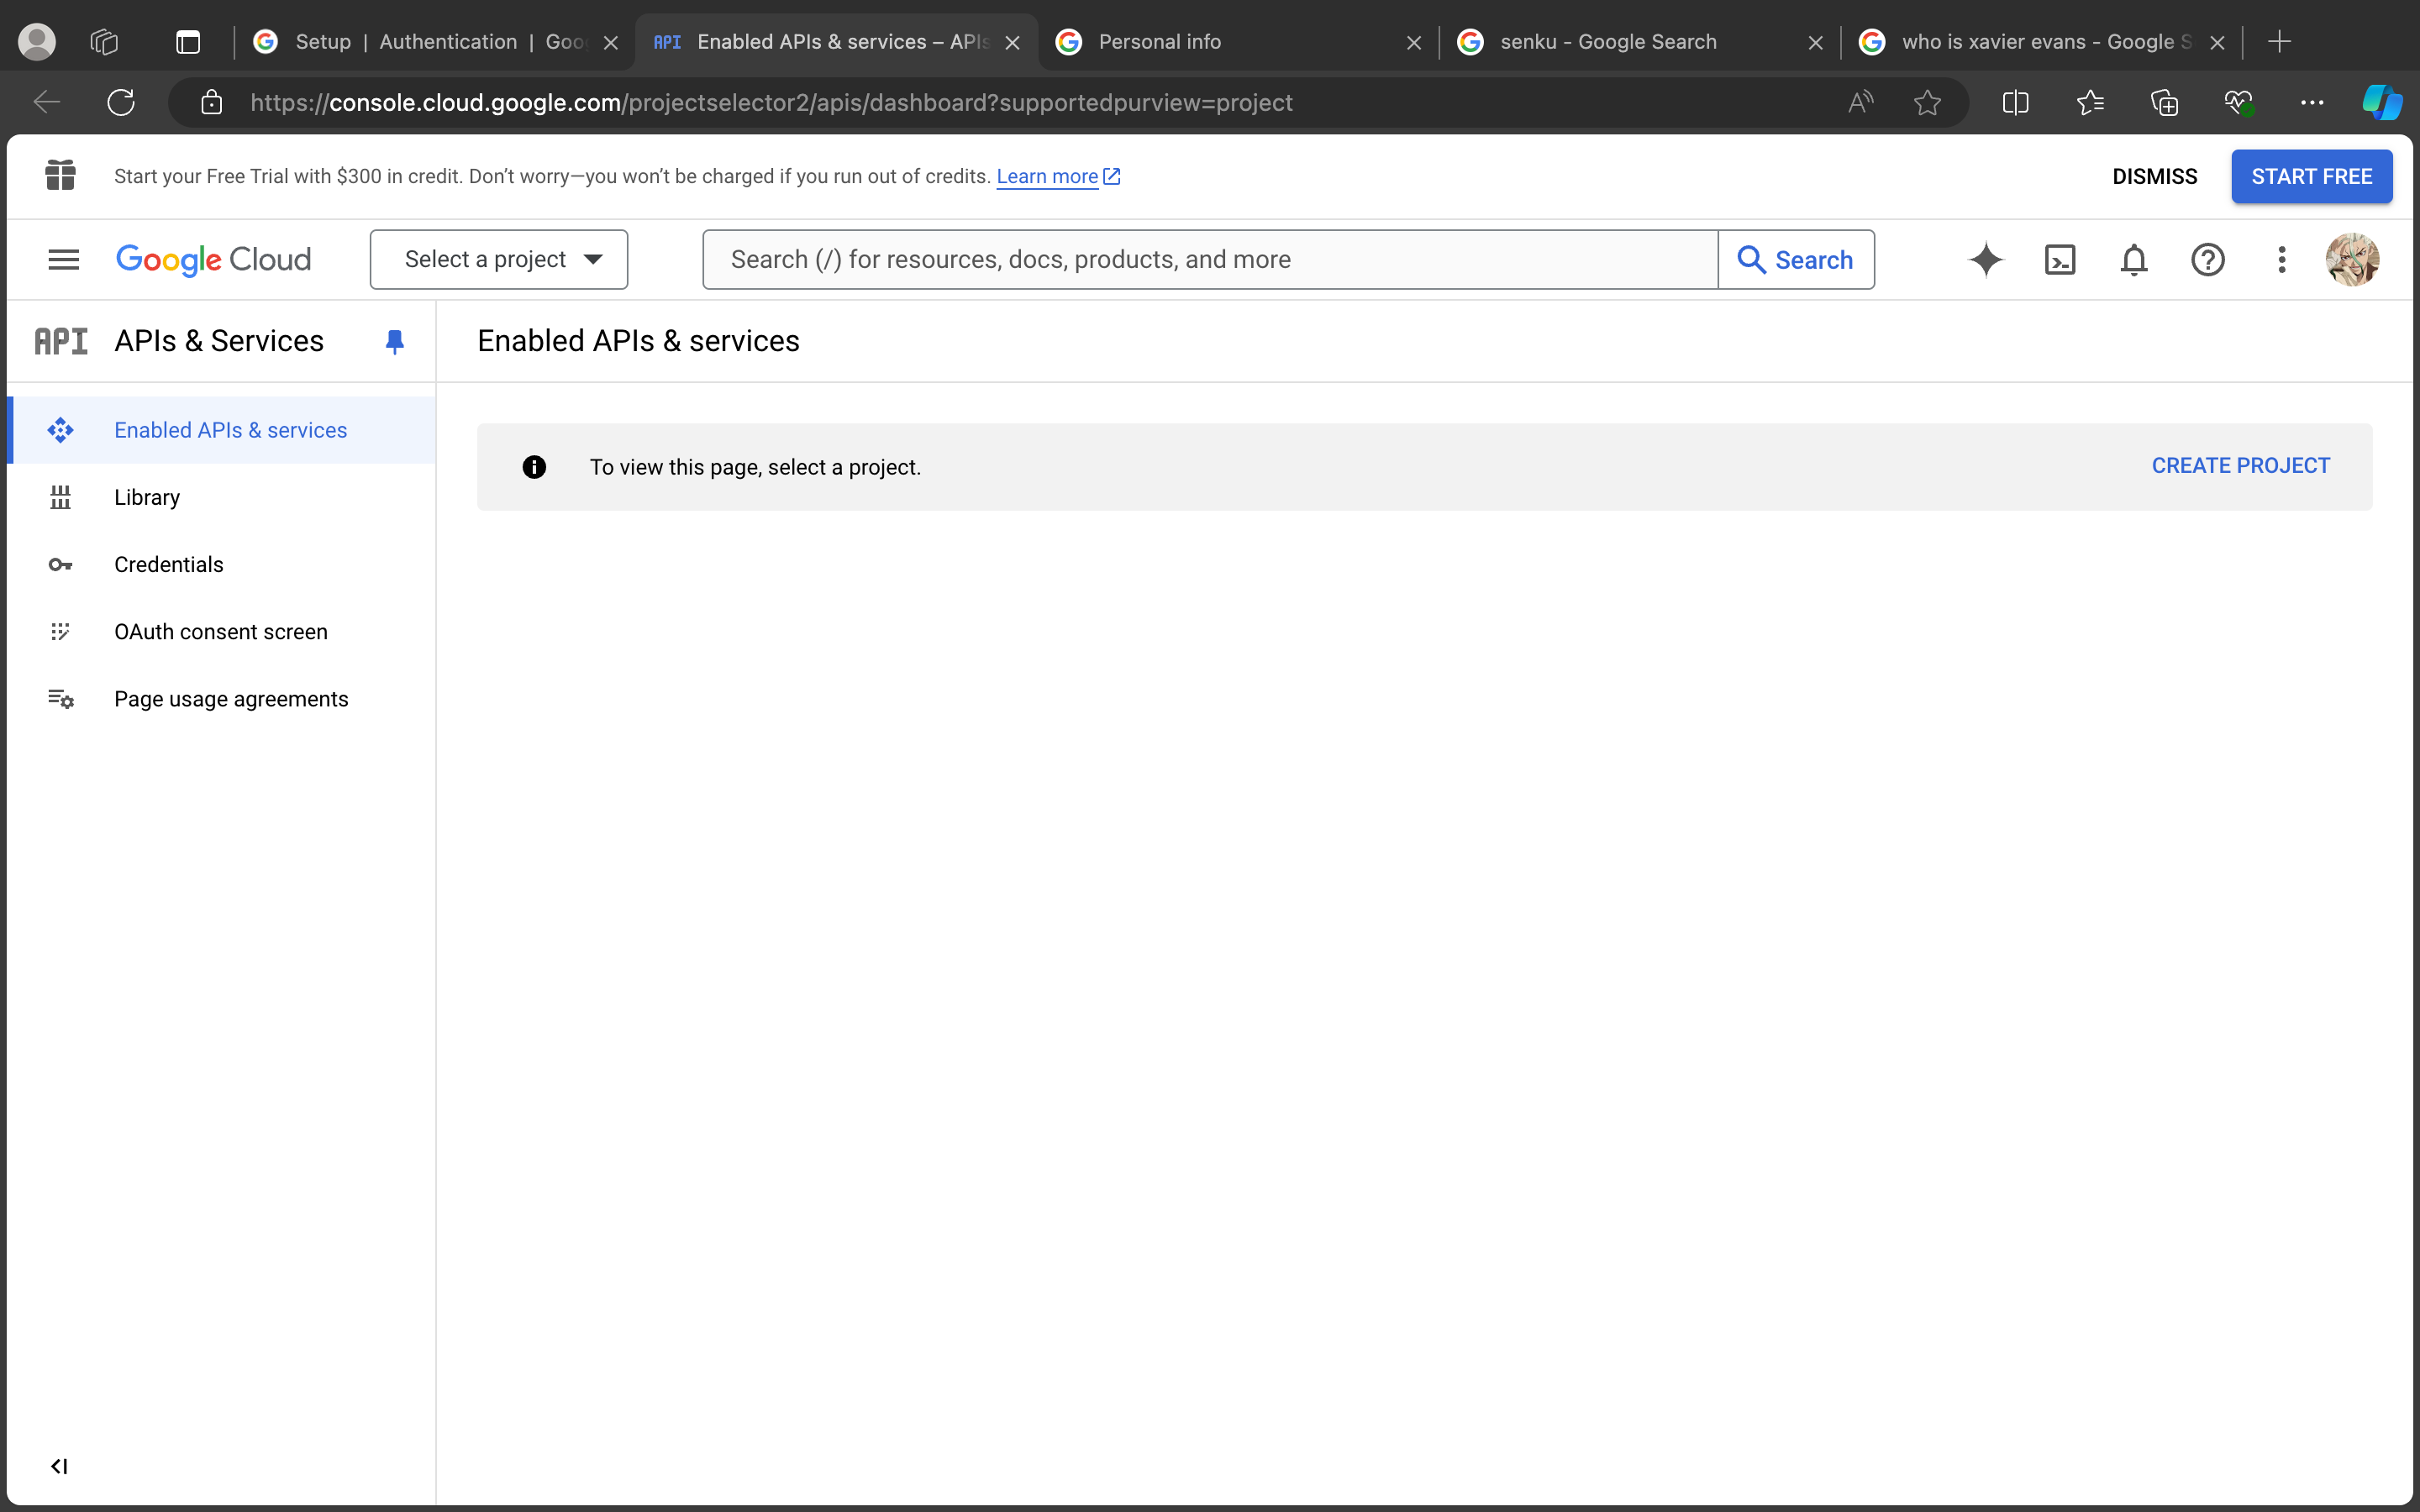 Setup | Authentication | Goo
API Enabled APIs & services – APIs
Personal info
senku - Google Search
who is xavier evans - Google S
https://console.cloud.google.com/projectselector2/apis/dashboard?supportedpurview=project
Start your Free Trial with $300 in credit. Don't worry—you won't be charged if you run out of credits. Learn more
DISMISS
START FREE
Google Cloud
Select a project
Search (/) for resources, docs, products, and more
Search
API APIs & Services
Enabled APIs & services
Enabled APIs & services
Library
Credentials
OAuth consent screen
Page usage agreements
To view this page, select a project.
CREATE PROJECT